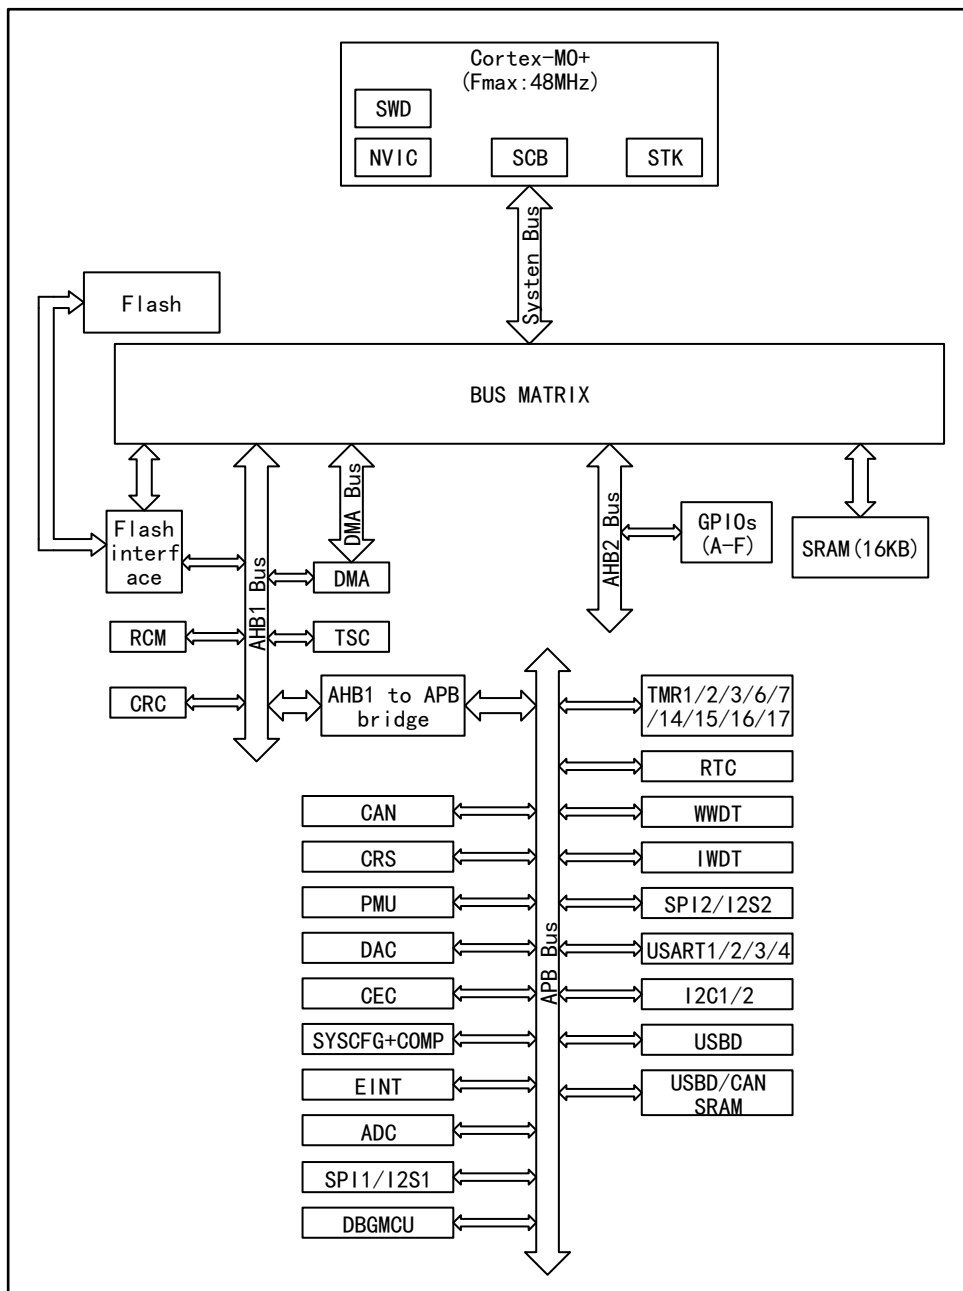 Cortex-M0+
(Fmax:48MHz)
SWD
NVIC
SCB
STK
Systen Bus
Flash
BUS MATRIX
Flash
interf
ace
AHB1 Bus
DMA Bus
DMA
AHB2 Bus
GPIOs
(A-F)
SRAM(16KB)
RCM
TSC
CRC
AHB1 to APB
bridge
APB Bus
TMR1/2/3/6/7
/14/15/16/17
RTC
CAN
WWDT
CRS
IWDT
PMU
SPI2/I2S2
DAC
USART1/2/3/4
CEC
I2C1/2
SYSCFG+COMP
USBD
EINT
USBD/CAN
SRAM
ADC
SPI1/I2S1
DBGMCU